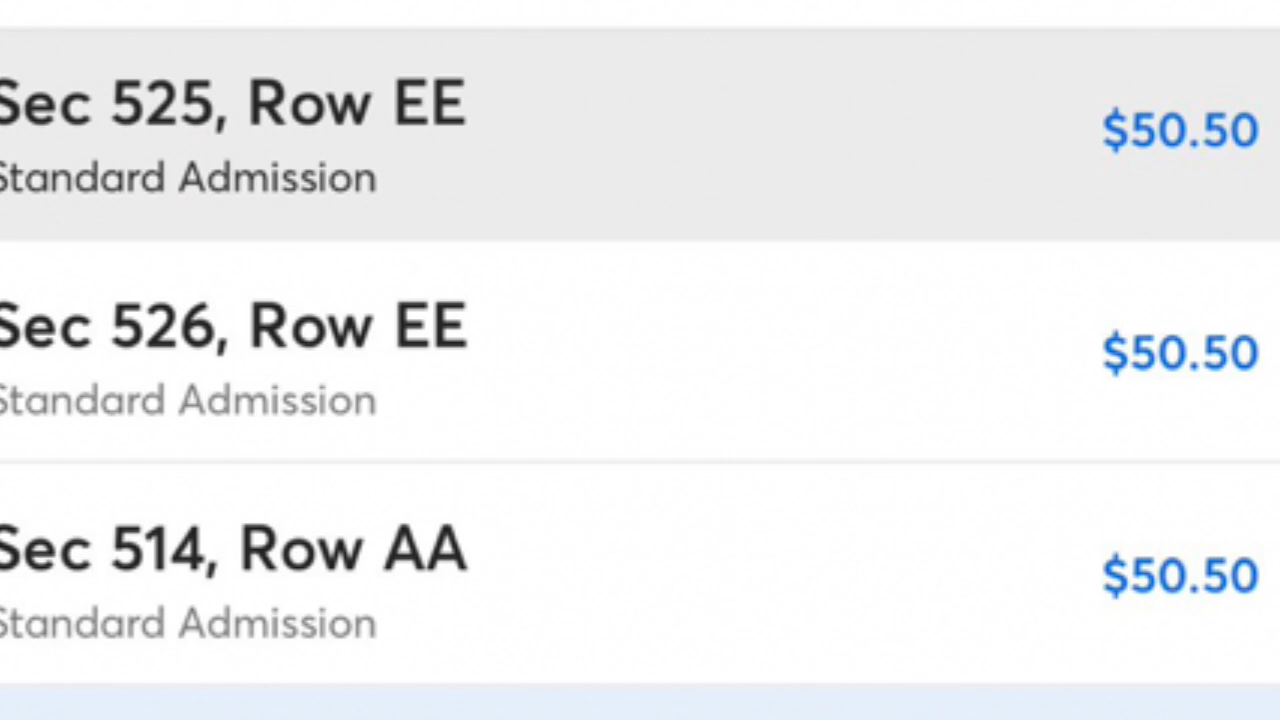 Sec 525, Row EE
$50.50
Standard Admission
Sec 526, Row EE
$50.50
Standard Admission
Sec 514, Row AA
$50.50
Standard Admission